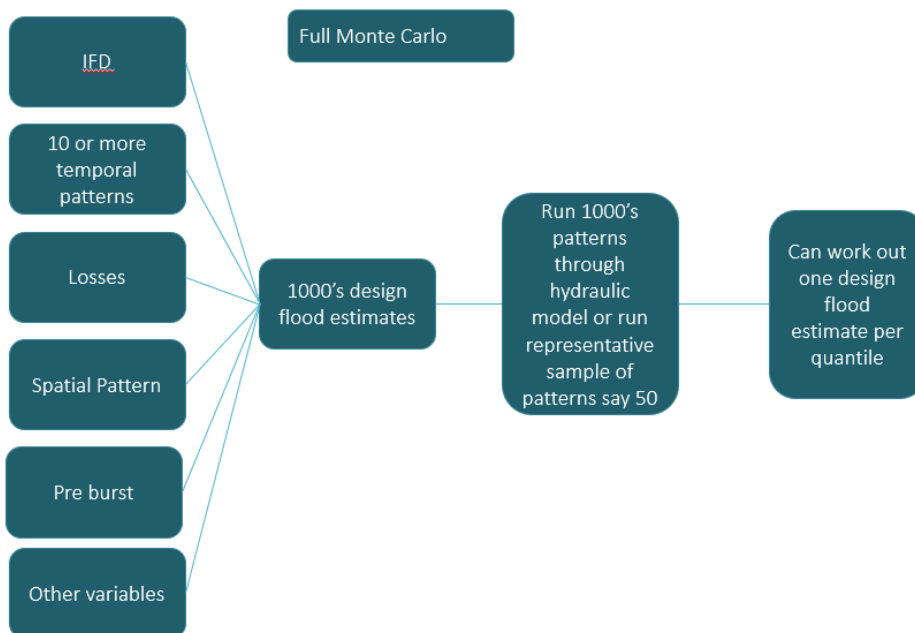 Full Monte Carlo
IFD
10 or more
temporal
patterns
Losses
Spatial Pattern
Pre burst
Other variables
1000's design
flood estimates
Run 1000's
patterns
through
hydraulic
model or run
representative
sample of
patterns say 50
Can work out
one design
flood
estimate per
quantile